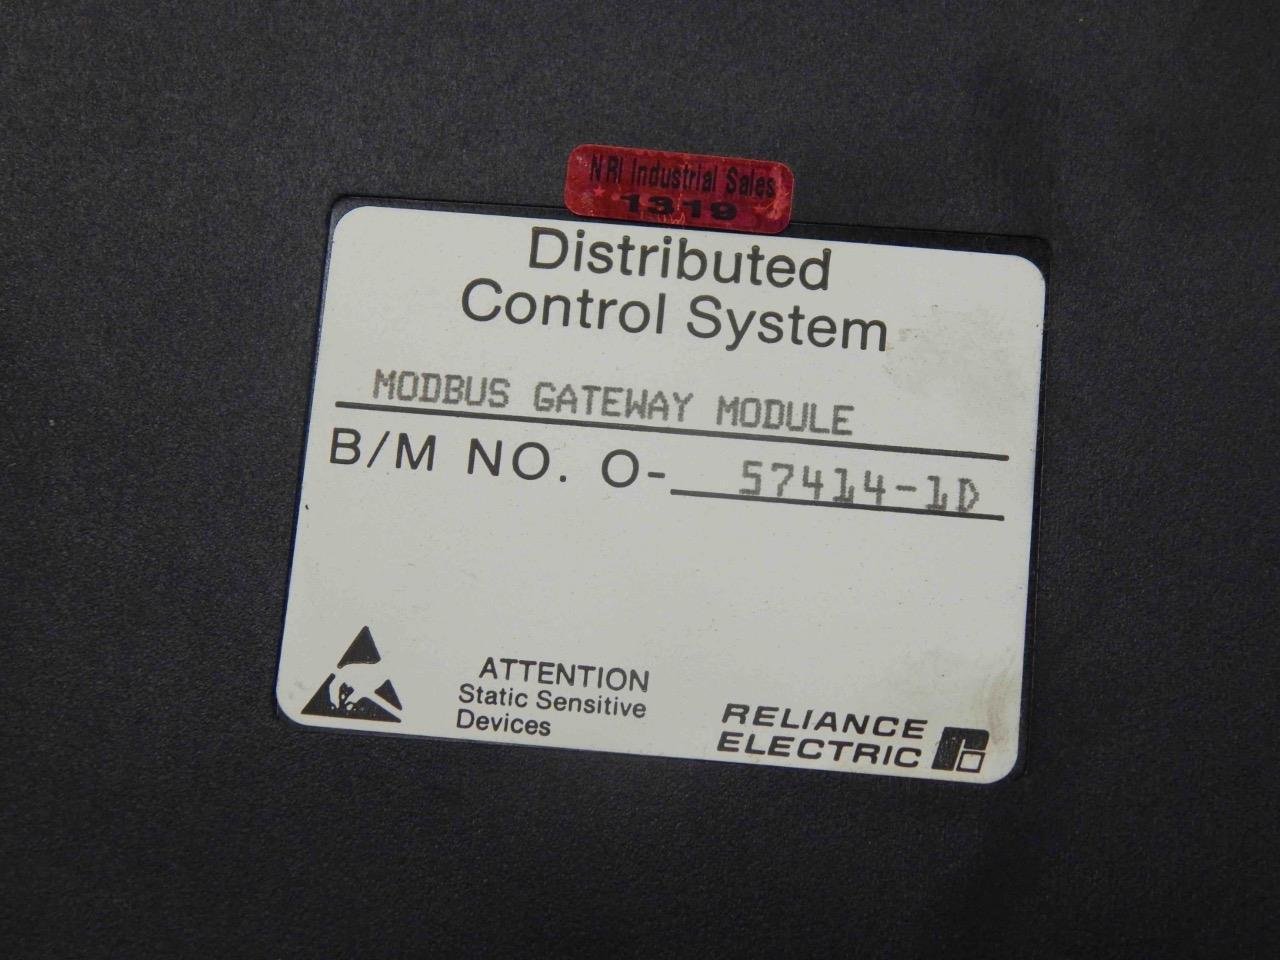 NRI Industrial Sales
1319
Distributed
Control System
MODBUS GATEWAY MODULE
B/M NO. O- 57414-1D
ATTENTION
Static Sensitive
Devices
RELIANCE
ELECTRIC